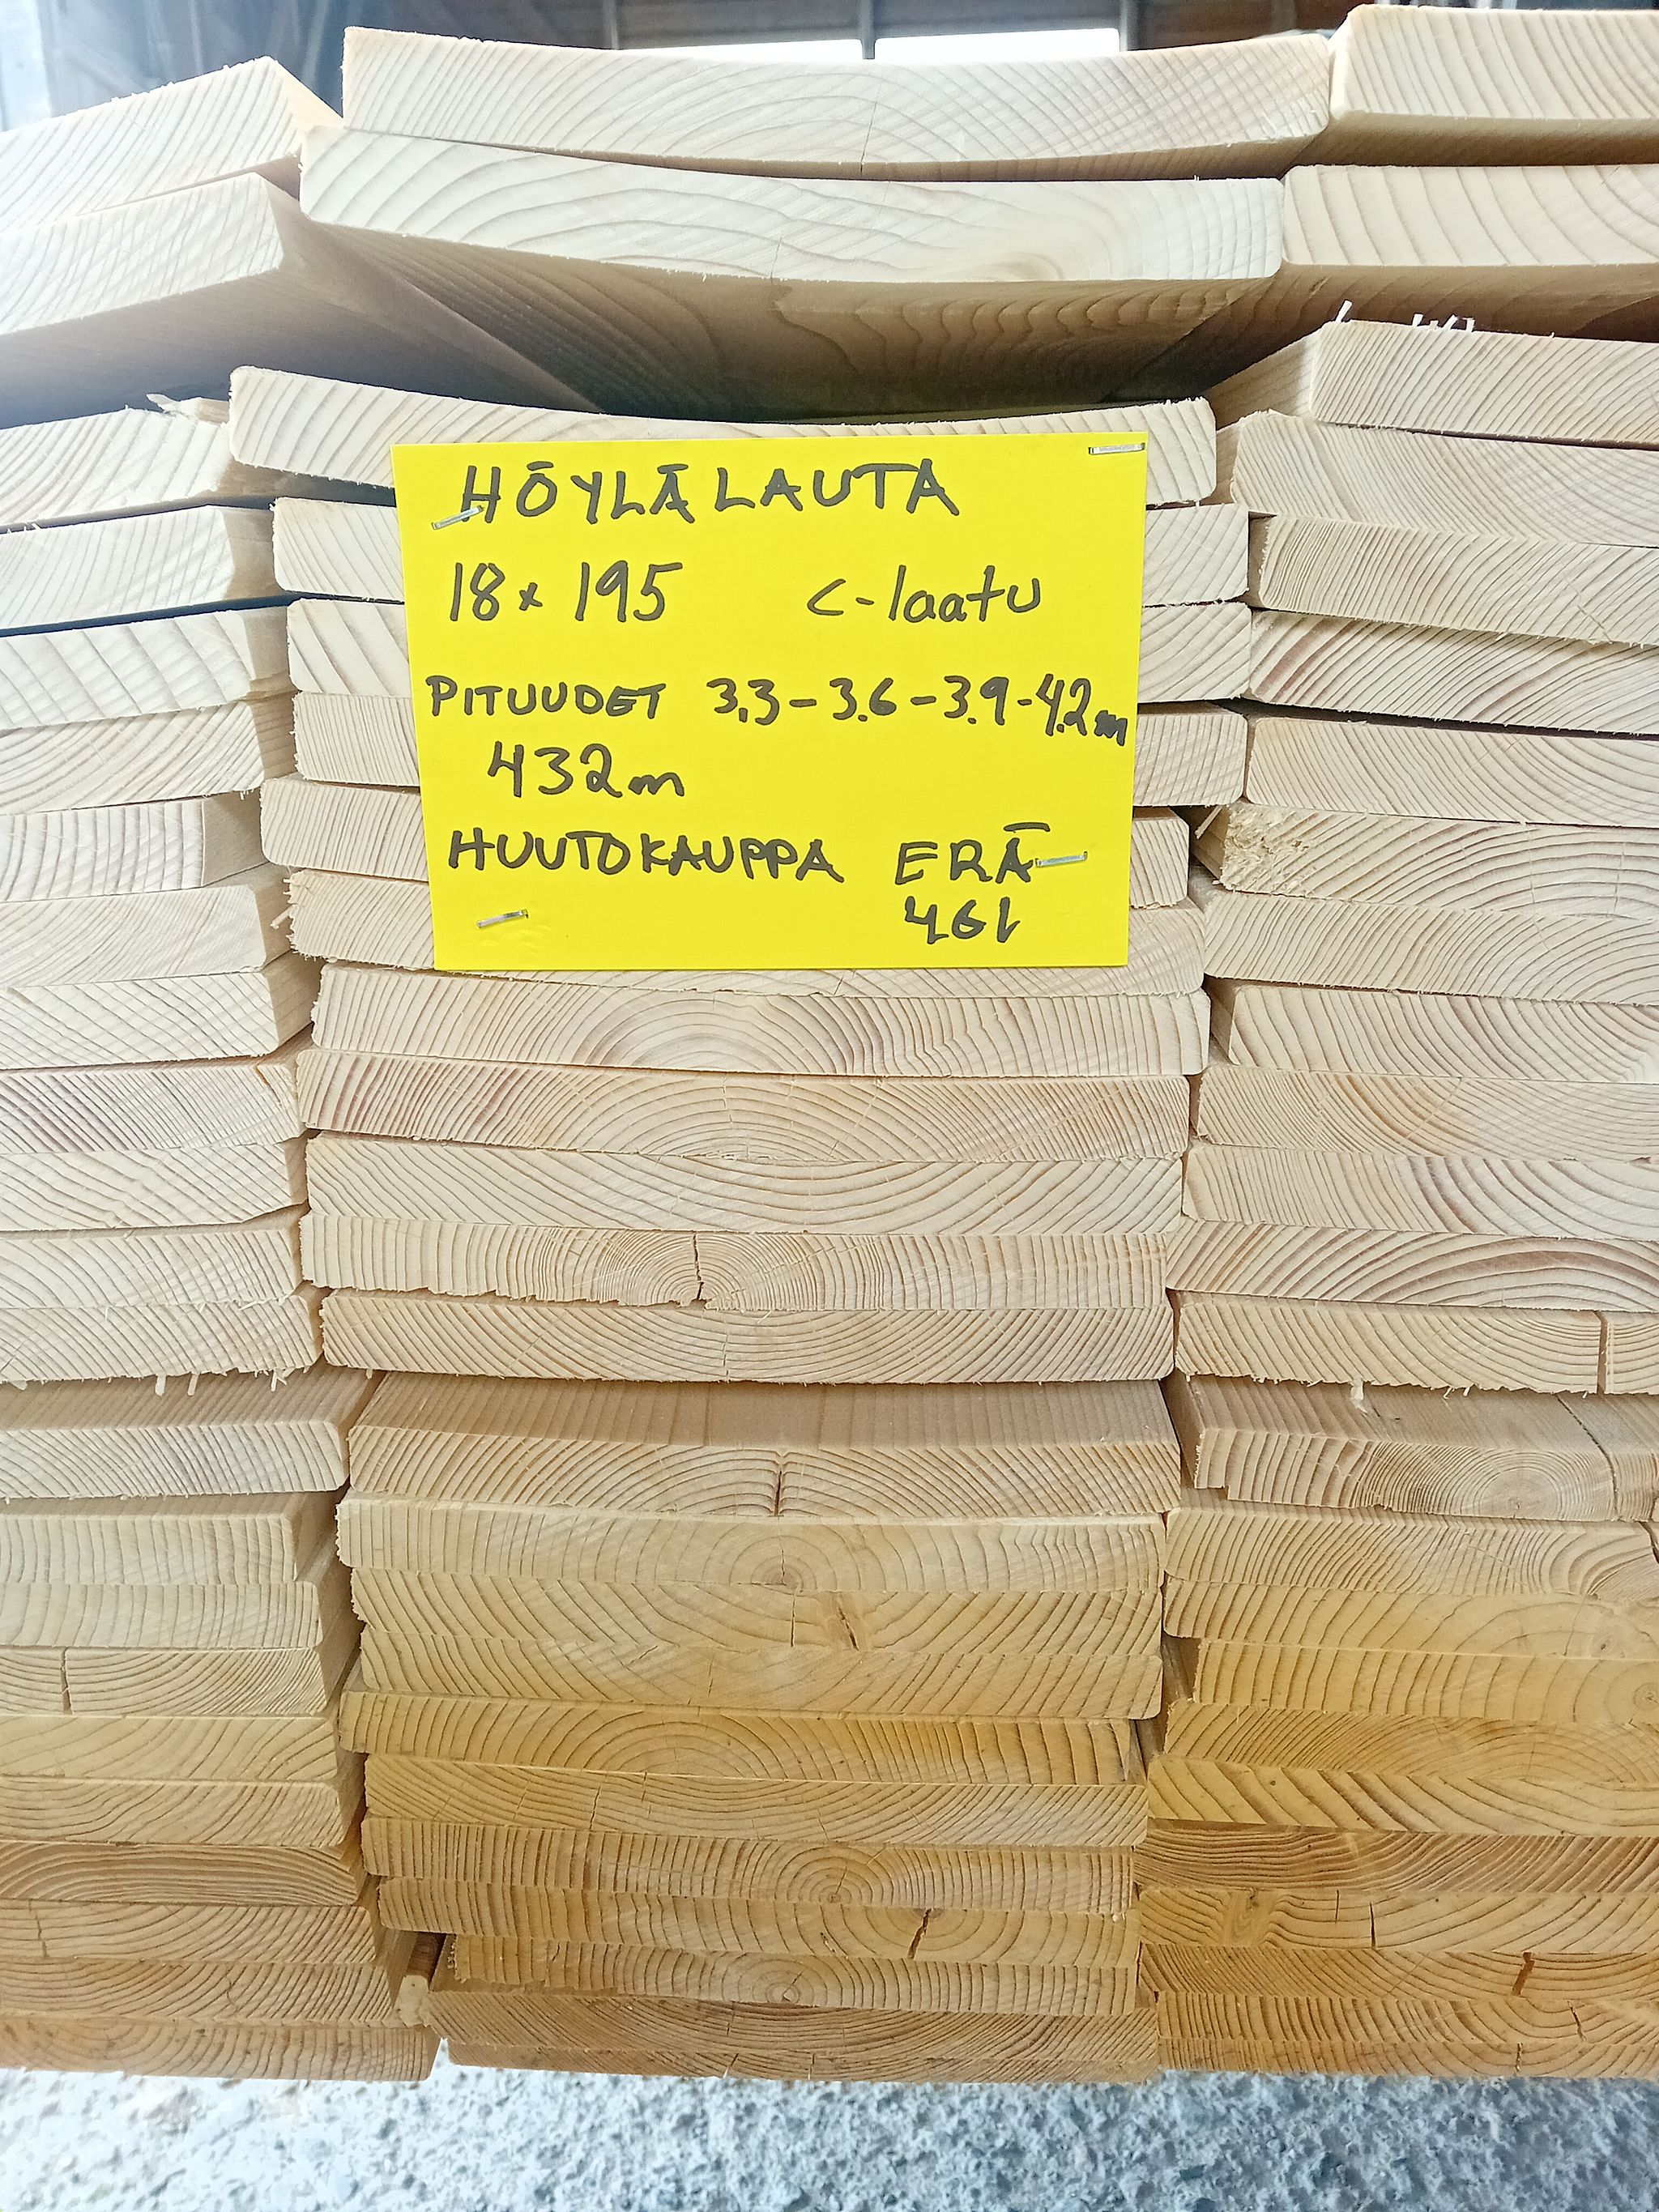 HÖYLÄLAUTA
18x195 C-laatu
PITUUDET 3.3-3.6-3.9-4.2m
432m
HUUTOKAUPPA ERÄ
461